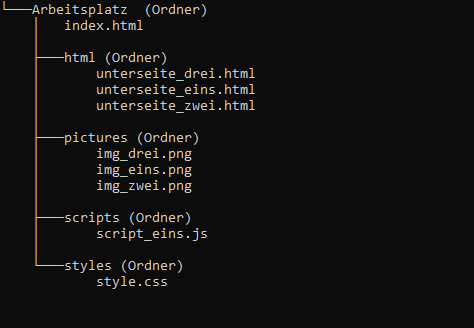 Arbeitsplatz (Ordner)
index.html
html (Ordner)
unterseite_drei.html
unterseite_eins.html
unterseite_zwei.html
pictures (Ordner)
img_drei.png
img_eins.png
img_zwei.png
scripts (Ordner)
script_eins.js
styles (Ordner)
style.css